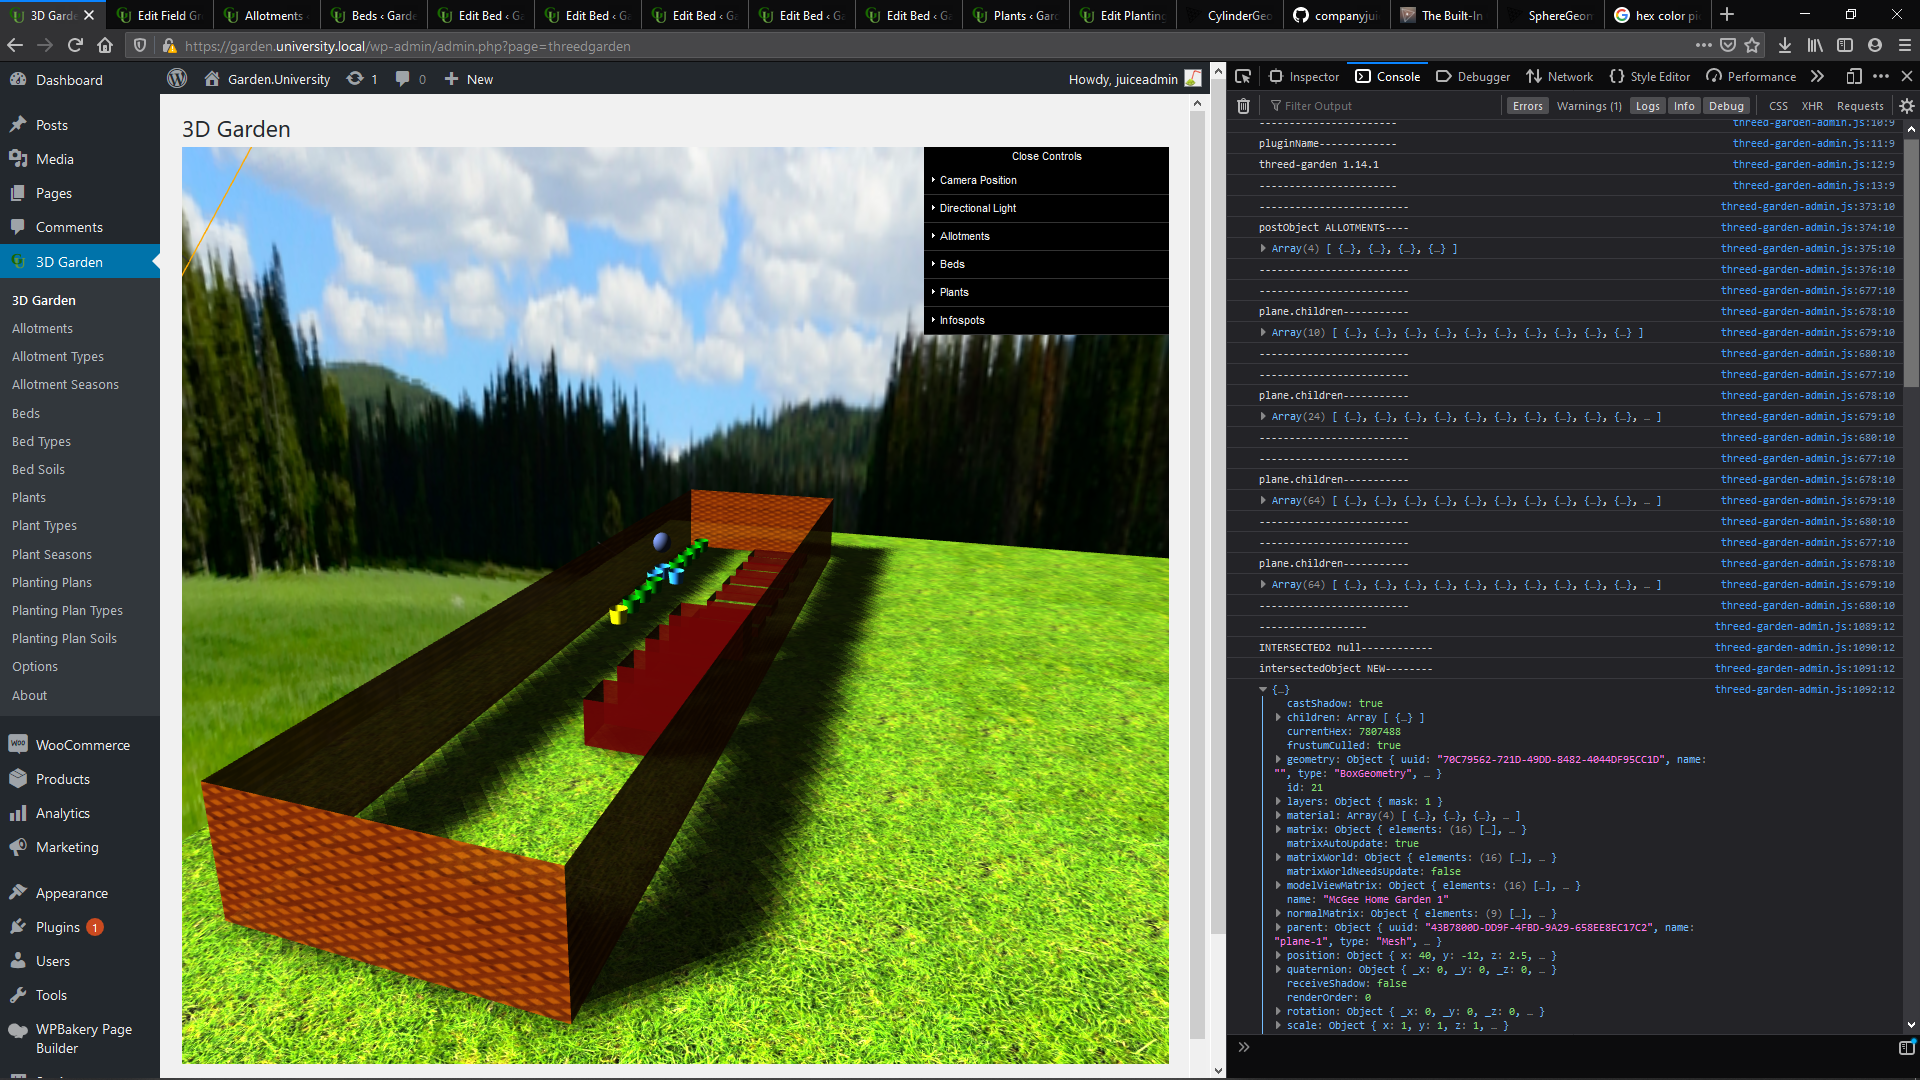 3D Garde
Edit Field Gr
Allotments ‹
Beds ‹ Garde
Edit Bed ‹ Ga
Edit Bed ‹ Ga
Edit Bed ‹ Ga
Edit Bed ‹ Ga
Edit Bed ‹ Ga
Plants ‹ Gard
Edit Planting
CylinderGeo
companyjuic
The Built-In
SphereGeom
hex color pi
https://garden.university.local/wp-admin/admin.php?page=threedgarden
Dashboard
Posts
Media
Pages
Comments
3D Garden
3D Garden
Allotments
Allotment Types
Allotment Seasons
Beds
Bed Types
Bed Soils
Plants
Plant Types
Plant Seasons
Planting Plans
Planting Plan Types
Planting Plan Soils
Options
About
WooCommerce
Products
Analytics
Marketing
Appearance
Plugins 1
Users
Tools
WPBakery Page
Builder
Garden.University 1 0 New
Howdy, juiceadmin
3D Garden
Close Controls
Camera Position
Directional Light
Allotments
Beds
Plants
Infospots
Inspector Console Debugger Network Style Editor Performance
Filter Output Errors Warnings (1) Logs Info Debug CSS XHR Requests
----------------------- threed-garden-admin.js:10:9
pluginName------------- threed-garden-admin.js:11:9
threed-garden 1.14.1 threed-garden-admin.js:12:9
----------------------- threed-garden-admin.js:13:9
------------------------- threed-garden-admin.js:373:10
postObject ALLOTMENTS---- threed-garden-admin.js:374:10
Array(4) [ {…}, {…}, {…}, {…} ] threed-garden-admin.js:375:10
------------------------- threed-garden-admin.js:376:10
------------------------- threed-garden-admin.js:677:10
plane.children----------- threed-garden-admin.js:678:10
Array(10) [ {…}, {…}, {…}, {…}, {…}, {…}, {…}, {…}, {…}, {…} ] threed-garden-admin.js:679:10
------------------------- threed-garden-admin.js:680:10
------------------------- threed-garden-admin.js:677:10
plane.children----------- threed-garden-admin.js:678:10
Array(24) [ {…}, {…}, {…}, {…}, {…}, {…}, {…}, {…}, {…}, {…}, … ] threed-garden-admin.js:679:10
------------------------- threed-garden-admin.js:680:10
------------------------- threed-garden-admin.js:677:10
plane.children----------- threed-garden-admin.js:678:10
Array(64) [ {…}, {…}, {…}, {…}, {…}, {…}, {…}, {…}, {…}, {…}, … ] threed-garden-admin.js:679:10
------------------------- threed-garden-admin.js:680:10
------------------------- threed-garden-admin.js:677:10
plane.children----------- threed-garden-admin.js:678:10
Array(64) [ {…}, {…}, {…}, {…}, {…}, {…}, {…}, {…}, {…}, {…}, … ] threed-garden-admin.js:679:10
------------------------- threed-garden-admin.js:680:10
------------------ threed-garden-admin.js:1089:12
INTERSECTED2 null------------ threed-garden-admin.js:1090:12
intersectedObject NEW-------- threed-garden-admin.js:1091:12
{…} threed-garden-admin.js:1092:12
castShadow: true
children: Array [ {…} ]
currentHex: 7807488
frustumCulled: true
geometry: Object { uuid: "70C79562-721D-49DD-8482-4044DF95CC1D", name:
"", type: "BoxGeometry", … }
id: 21
layers: Object { mask: 1 }
material: Array(4) [ {…}, {…}, {…}, … ]
matrix: Object { elements: (16) […], … }
matrixAutoUpdate: true
matrixWorld: Object { elements: (16) […], … }
matrixWorldNeedsUpdate: false
modelViewMatrix: Object { elements: (16) […], … }
name: "McGee Home Garden 1"
normalMatrix: Object { elements: (9) […], … }
parent: Object { uuid: "43B7800D-DD9F-4FBD-9A29-658EE8EC17C2", name:
"plane-1", type: "Mesh", … }
position: Object { x: 40, y: -12, z: 2.5, … }
quaternion: Object { _x: 0, _y: 0, _z: 0, … }
receiveShadow: false
renderOrder: 0
rotation: Object { _x: 0, _y: 0, _z: 0, … }
scale: Object { x: 1, y: 1, z: 1, … }